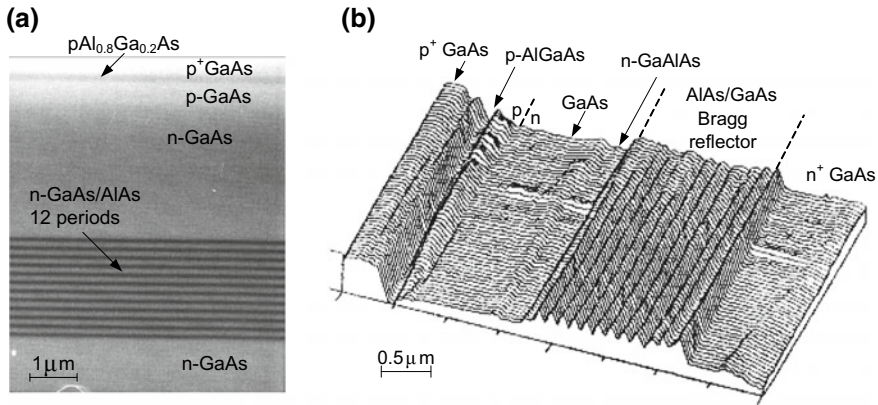 (a)
pAl0.8Ga0.2As
p+GaAs
p-GaAs
n-GaAs
n-GaAs/AlAs
12 periods
1μm
n-GaAs
(b)
p+ GaAs
p-AlGaAs
p n
GaAs
n-GaAlAs
AlAs/GaAs
Bragg
reflector
n+ GaAs
0.5μm